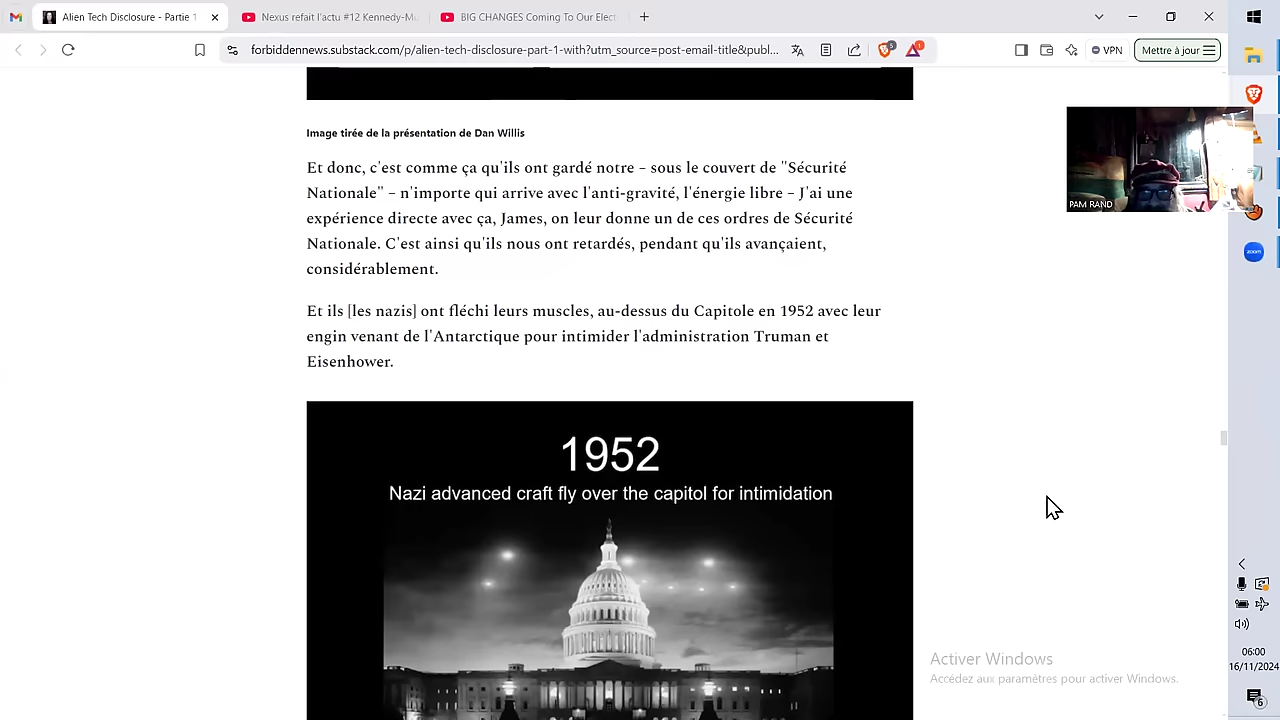 Alien Tech Disclosure - Partie 1
Nexus refait l'actu #12 Kennedy-Mu
BIG CHANGES Coming To Our Elect
forbiddennews.substack.com/p/alien-tech-disclosure-part-1-with?utm_source=post-email-title&publ...
5
1
VPN
Mettre à jour
Image tirée de la présentation de Dan Willis
Et donc, c'est comme ça qu'ils ont gardé notre – sous le couvert de "Sécurité
Nationale" – n'importe qui arrive avec l'anti-gravité, l'énergie libre – J'ai une
expérience directe avec ça, James, on leur donne un de ces ordres de Sécurité
Nationale. C'est ainsi qu'ils nous ont retardés, pendant qu'ils avançaient,
considérablement.
Et ils [les nazis] ont fléchi leurs muscles, au-dessus du Capitole en 1952 avec leur
engin venant de l'Antarctique pour intimider l'administration Truman et
Eisenhower.
1952
Nazi advanced craft fly over the capitol for intimidation
PAM RAND
zoom
Activer Windows
Accédez aux paramètres pour activer Windows.
06:00
16/11/2024
6